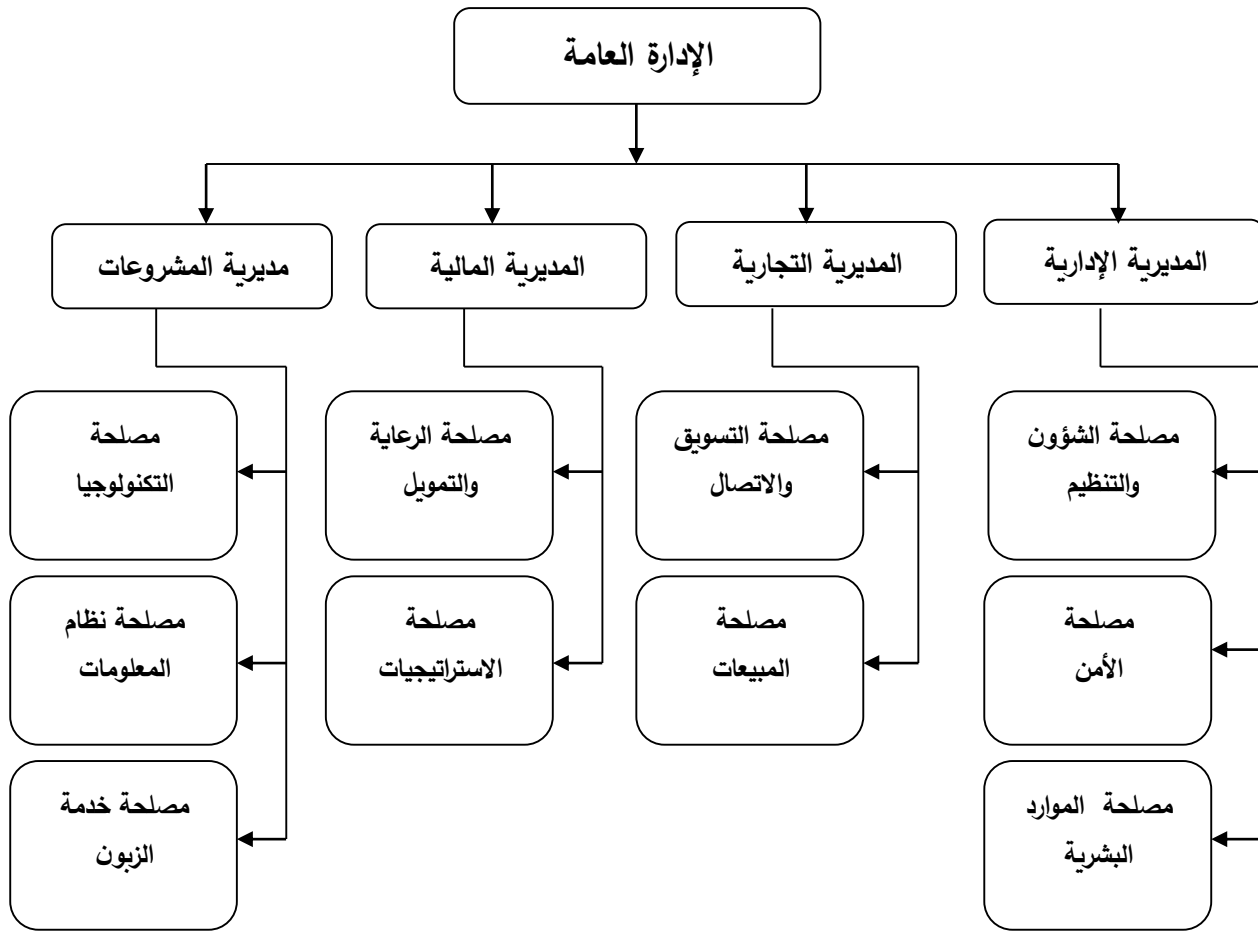 الإدارة العامة
المديرية الإدارية
المديرية التجارية
المديرية المالية
مديرية المشروعات
مصلحة الشؤون
والتنظيم
مصلحة التسويق
والاتصال
مصلحة الرعاية
والتمويل
مصلحة
التكنولوجيا
مصلحة
الأمن
مصلحة
المبيعات
مصلحة
الاستراتيجيات
مصلحة نظام
المعلومات
مصلحة الموارد
البشرية
مصلحة خدمة
الزبون